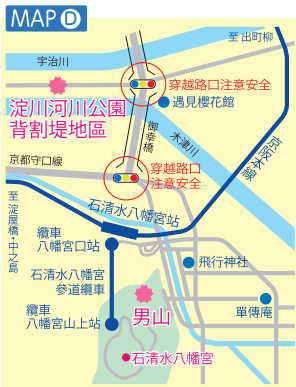 MAP D
至 出町柳
宇治川
穿越路口注意安全
遇見櫻花館
淀川河川公園
背割堤地區
御幸橋
木津川
京阪本線
京都守口線
穿越路口
注意安全
至 淀屋橋・中之島
石清水八幡宮站
纜車
八幡宮口站
飛行神社
石清水八幡宮
參道纜車
單傳庵
纜車
八幡宮山上站
男山
石清水八幡宮